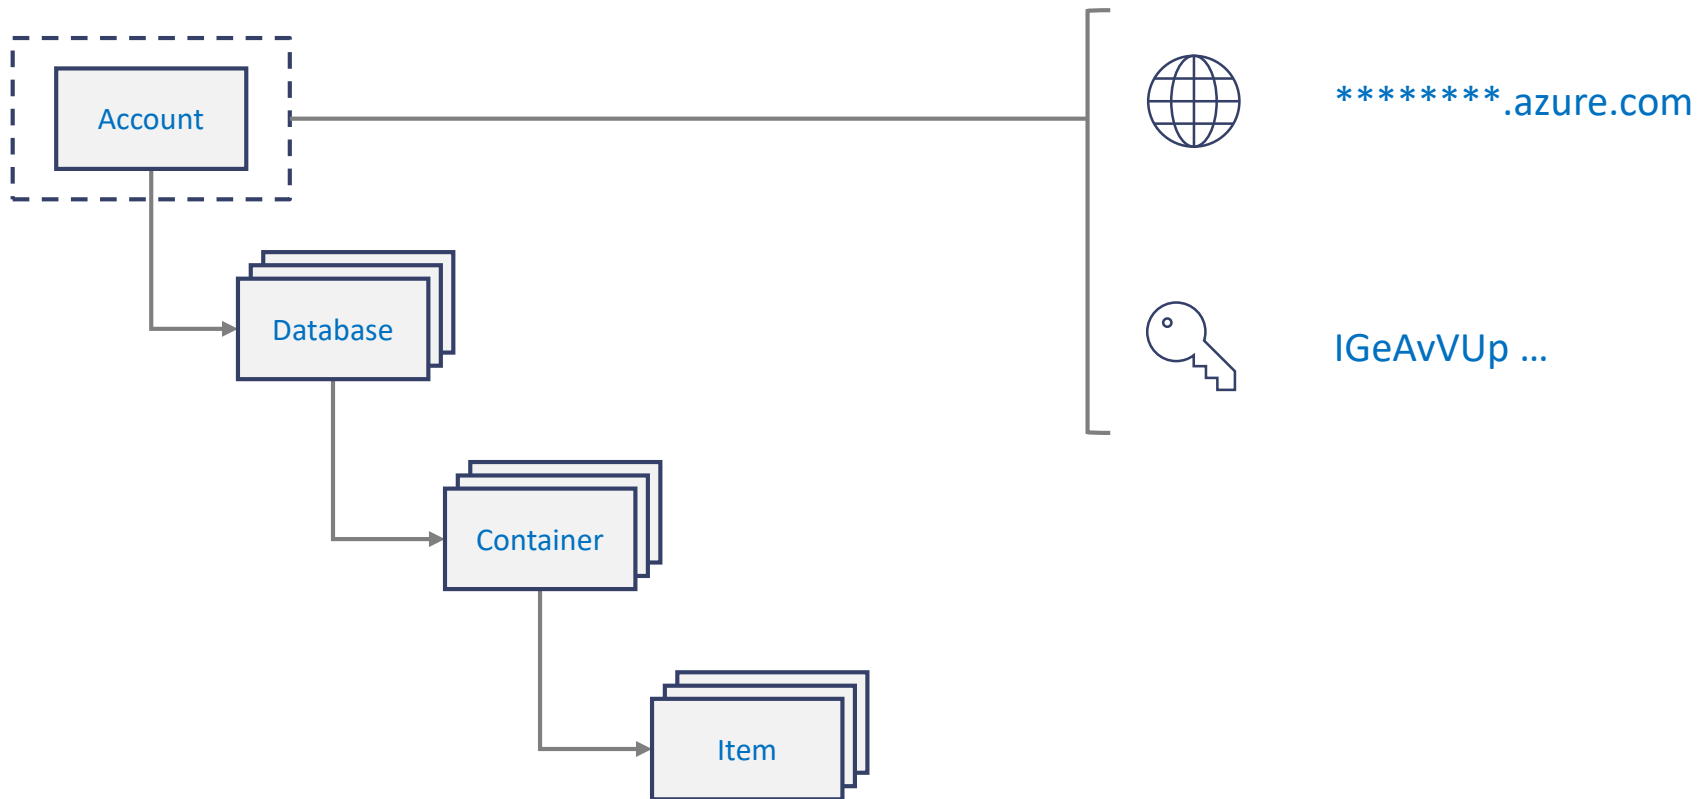 Account
********.azure.com
Database
IGeAvVUp ...
Container
Item